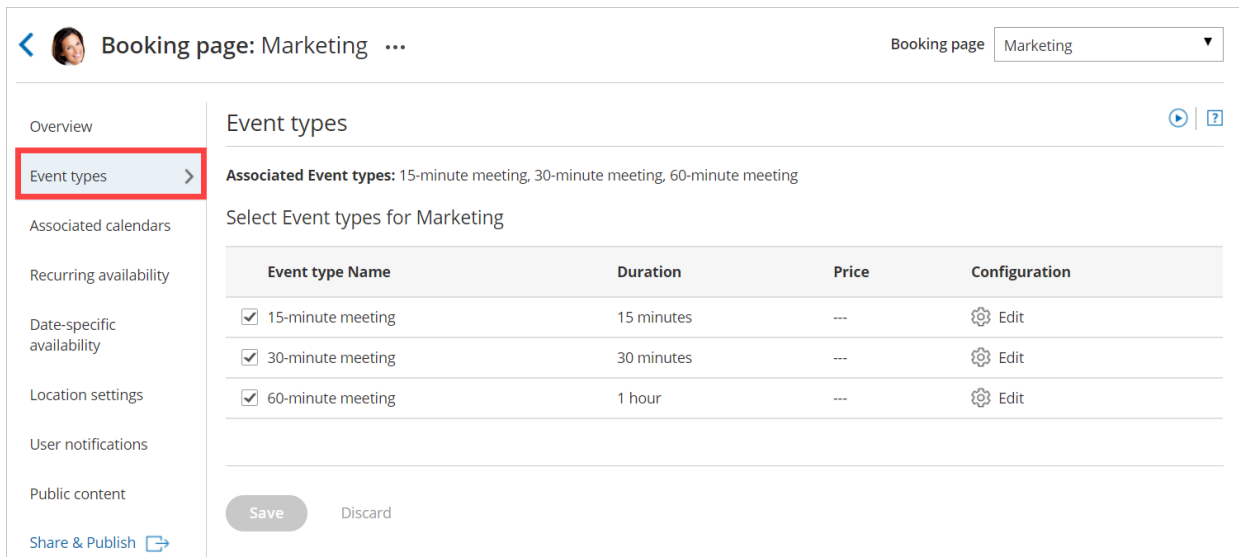 Booking page: Marketing ...
Booking page Marketing
Overview
Event types
Associated calendars
Recurring availability
Date-specific
availability
Location settings
User notifications
Public content
Share & Publish
Event types
?
Associated Event types: 15-minute meeting, 30-minute meeting, 60-minute meeting
Select Event types for Marketing
Event type Name Duration Price Configuration
15-minute meeting 15 minutes --- Edit
30-minute meeting 30 minutes --- Edit
60-minute meeting 1 hour --- Edit
Save Discard